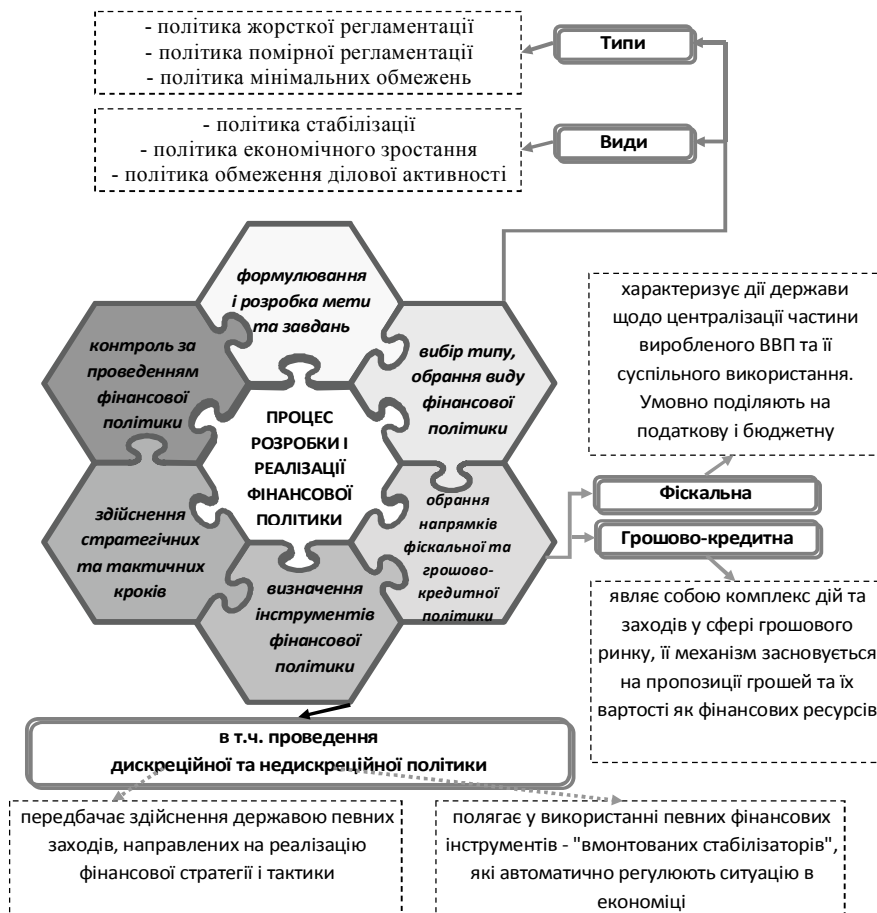 - політика жорсткої регламентації
- політика помірної регламентації
- політика мінімальних обмежень
Типи
- політика стабілізації
- політика економічного зростання
- політика обмеження ділової активності
Види
формулювання
і розробка мети
та завдань
контроль за
проведенням
фінансової
політики
вибір типу,
обрання виду
фінансової
політики
ПРОЦЕС
РОЗРОБКИ І
РЕАЛІЗАЦІЇ
ФІНАНСОВОЇ
ПОЛІТИКИ
здійснення
стратегічних
та тактичних
кроків
обрання
напрямків
фіскальної та
грошово-
кредитної
політики
визначення
інструментів
фінансової
політики
характеризує дії держави
щодо централізації частини
виробленого ВВП та її
суспільного використання.
Умовно поділяють на
податкову і бюджетну
Фіскальна
Грошово-кредитна
являє собою комплекс дій та
заходів у сфері грошового
ринку, її механізм засновується
на пропозиції грошей та їх
вартості як фінансових ресурсів
в т.ч. проведення
дискреційної та недискреційної політики
передбачає здійснення державою певних
заходів, направлених на реалізацію
фінансової стратегії і тактики
полягає у використанні певних фінансових
інструментів - "вмонтованих стабілізаторів",
які автоматично регулюють ситуацію в
економіці